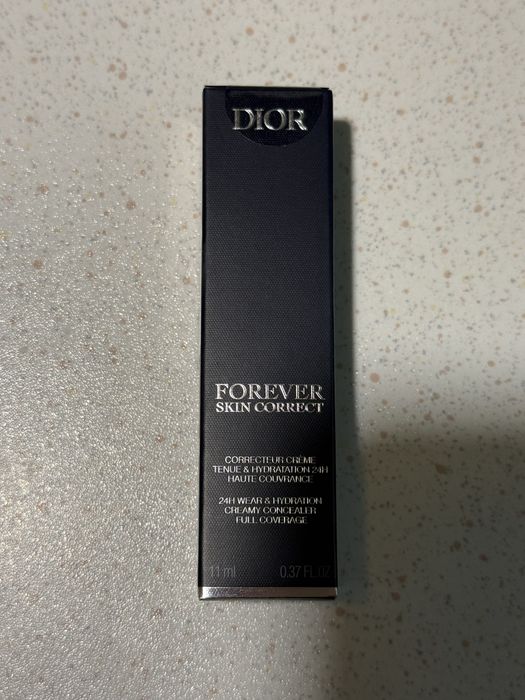 DIOR
FOREVER
SKIN CORRECT
CORRECTEUR CRÈME
TENUE & HYDRATATION 24H
HAUTE COUVRANCE
24H WEAR & HYDRATION
CREAMY CONCEALER
FULL COVERAGE
11 ml 0.37 FL.OZ